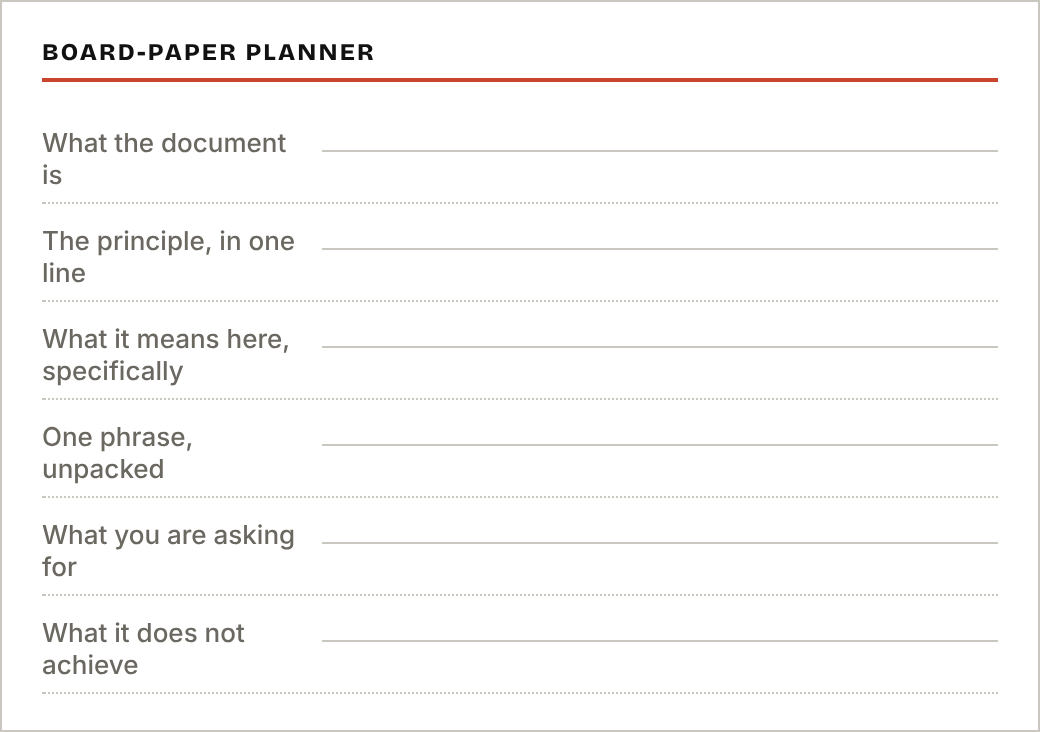 BOARD-PAPER PLANNER
What the document
is
The principle, in one
line
What it means here,
specifically
One phrase,
unpacked
What you are asking
for
What it does not
achieve